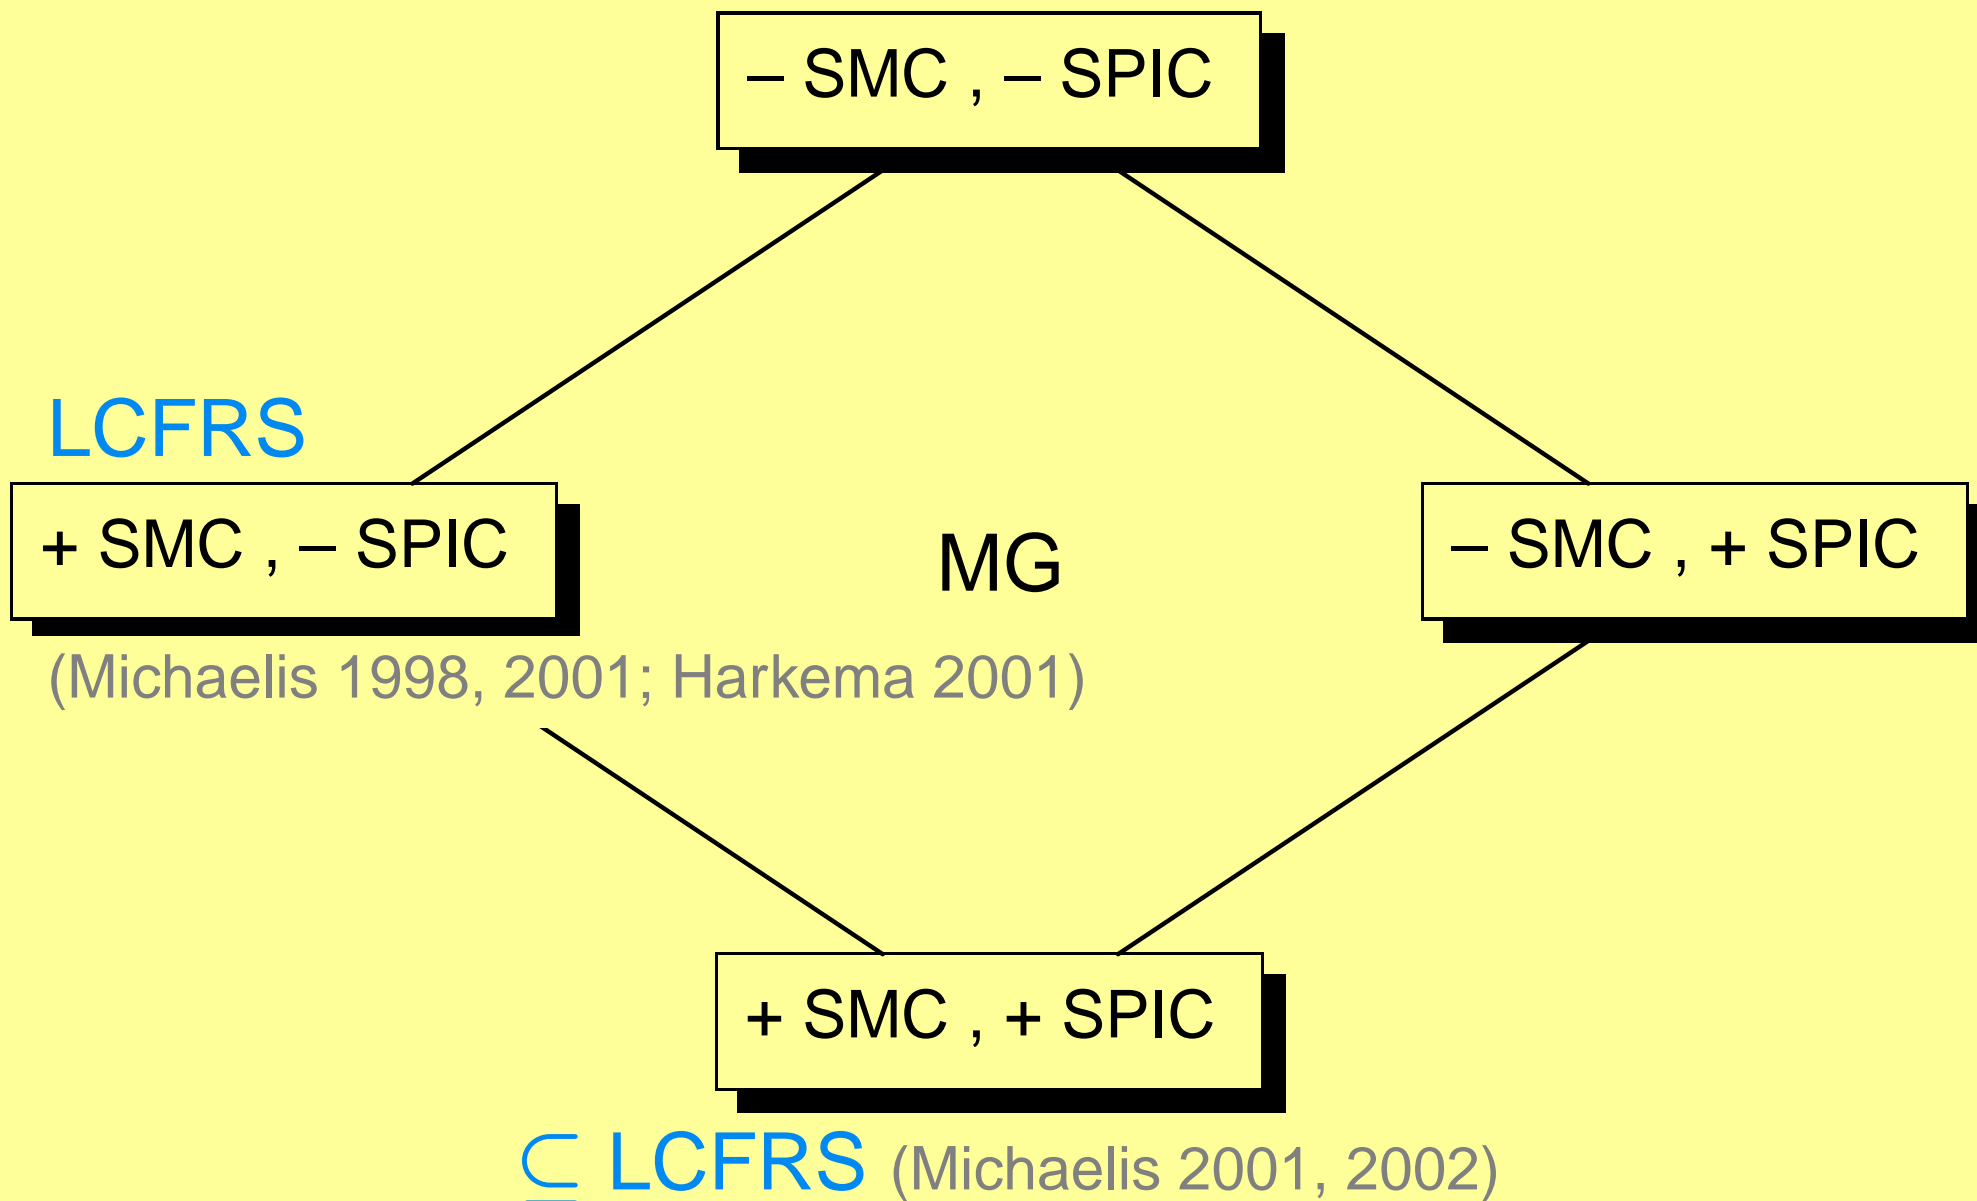 – SMC , – SPIC
LCFRS
+ SMC , – SPIC
MG
– SMC , + SPIC
(Michaelis 1998, 2001; Harkema 2001)
+ SMC , + SPIC
⊆ LCFRS (Michaelis 2001, 2002)